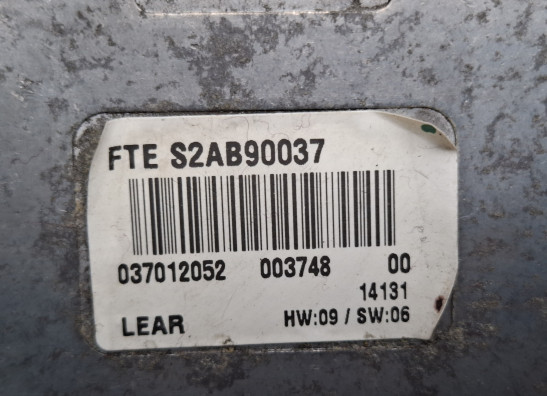 FTE S2AB90037
037012052 003748 00
14131
LEAR HW:09 / SW:06